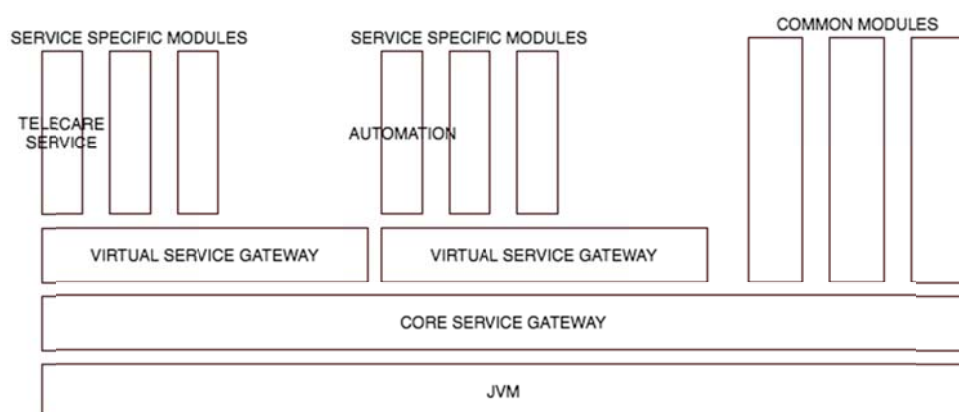 COMMON MODULES
SERVICE SPECIFIC MODULES
SERVICE SPECIFIC MODULES
TELECARE
SERVICE
AUTOMATION
VIRTUAL SERVICE GATEWAY
VIRTUAL SERVICE GATEWAY
CORE SERVICE GATEWAY
JVM